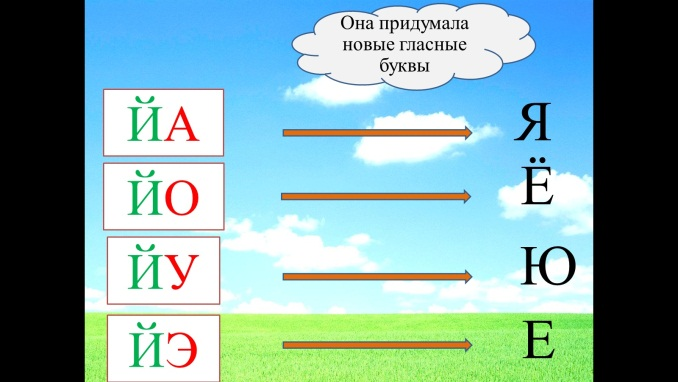 Она придумала
новые гласные
буквы
ЙА Я
ЙО Ё
ЙУ Ю
ЙЭ Е